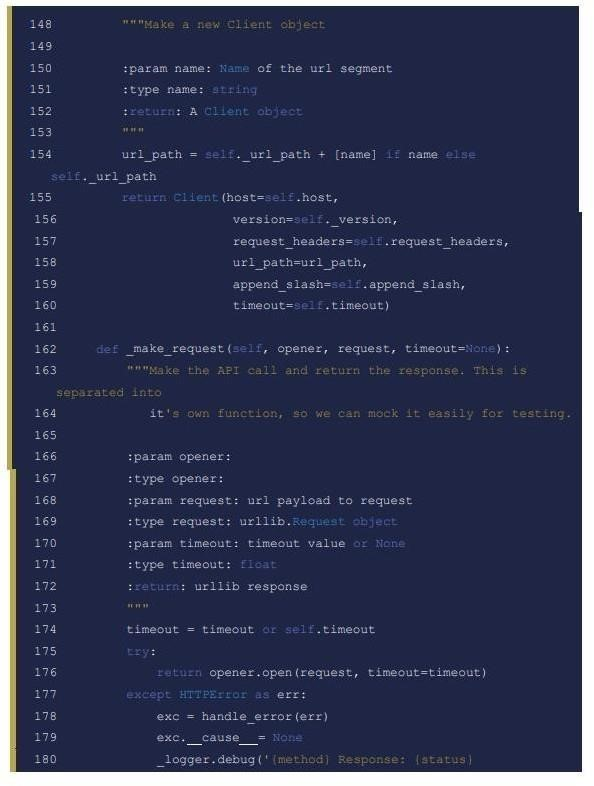 148 """Make a new Client object
149
150 :param name: Name of the url segment
151 :type name: string
152 :return: A Client object
153 """
154 url_path = self._url_path + [name] if name else
self._url_path
155 return Client(host=self.host,
156 version=self._version,
157 request_headers=self.request_headers,
158 url_path=url_path,
159 append_slash=self.append_slash,
160 timeout=self.timeout)
161
162 def _make_request(self, opener, request, timeout=None):
163 """Make the API call and return the response. This is
separated into
164 it's own function, so we can mock it easily for testing.
165
166 :param opener:
167 :type opener:
168 :param request: url payload to request
169 :type request: urllib.Request object
170 :param timeout: timeout value or None
171 :type timeout: float
172 :return: urllib response
173 """
174 timeout = timeout or self.timeout
175 try:
176 return opener.open(request, timeout=timeout)
177 except HTTPError as err:
178 exc = handle_error(err)
179 exc.__cause__ = None
180 _logger.debug('{method} Response: {status}